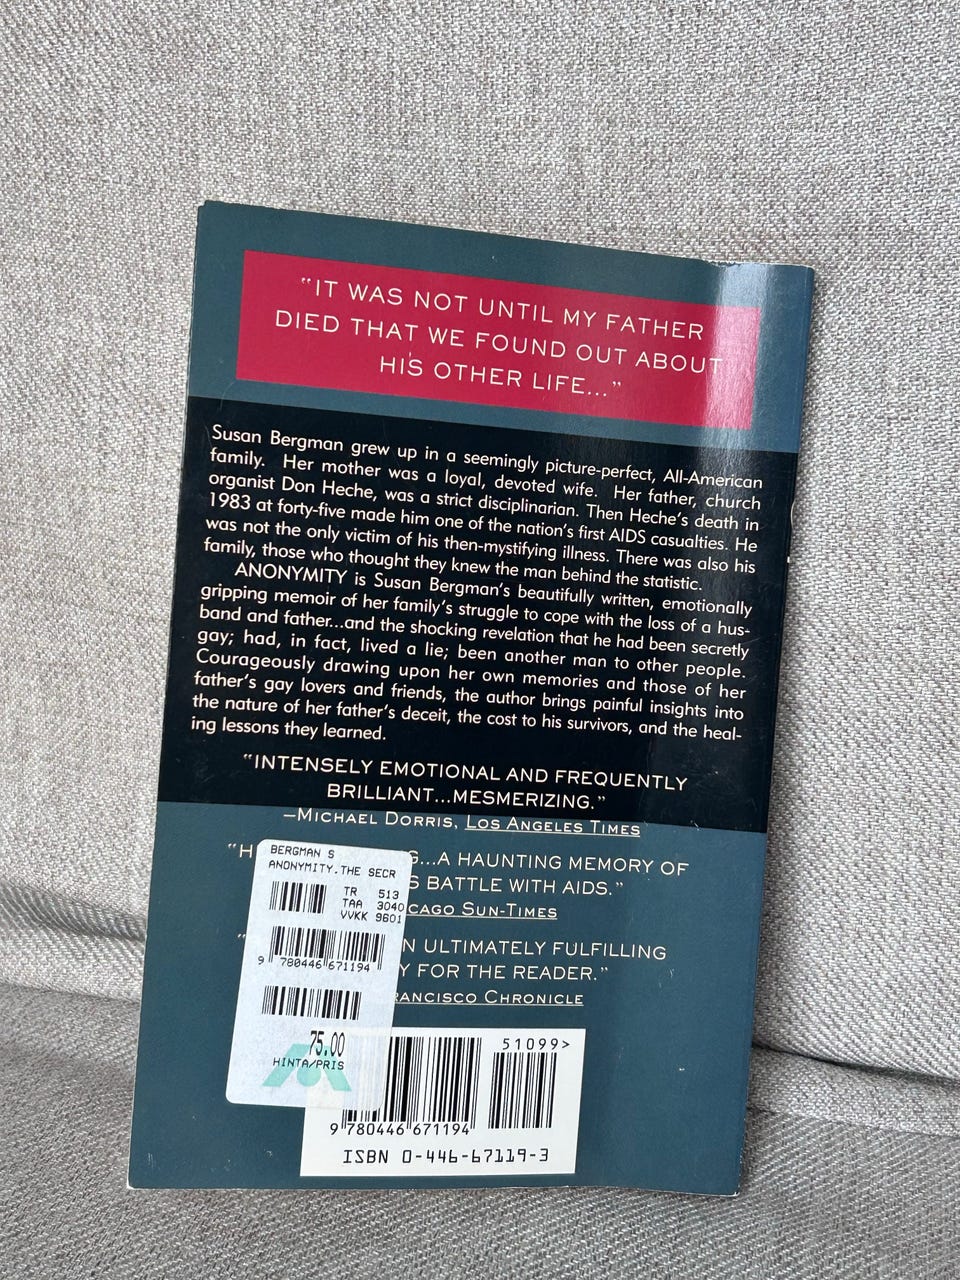 "IT WAS NOT UNTIL MY FATHER
DIED THAT WE FOUND OUT ABOUT
HIS OTHER LIFE..."
Susan Bergman grew up in a seemingly picture-perfect, All-American
family. Her mother was a loyal, devoted wife. Her father, church
organist Don Heche, was a strict disciplinarian. Then Heche's death in
1983 at forty-five made him one of the nation's first AIDS casualties. He
was not the only victim of his then-mystifying illness. There was also his
family, those who thought they knew the man behind the statistic.
ANONYMITY is Susan Bergman's beautifully written, emotionally
gripping memoir of her family's struggle to cope with the loss of a hus-
band and father...and the shocking revelation that he had been secretly
gay; had, in fact, lived a lie; been another man to other people.
Courageously drawing upon her own memories and those of her
father's gay lovers and friends, the author brings painful insights into
the nature of her father's deceit, the cost to his survivors, and the heal-
ing lessons they learned.
"INTENSELY EMOTIONAL AND FREQUENTLY
BRILLIANT...MESMERIZING."
—MICHAEL DORRIS, LOS ANGELES TIMES
...A HAUNTING MEMORY OF
BATTLE WITH AIDS."
SUN-TIMES
ULTIMATELY FULFILLING
FOR THE READER."
CHRONICLE
BERGMAN S
ANONYMITY.THE SECR
TR 513
TAA 3040
VVKK 9601
9 780446 671194
75.00
HINTA/PRIS
51099>
9 780446 671194
ISBN 0-446-67119-3